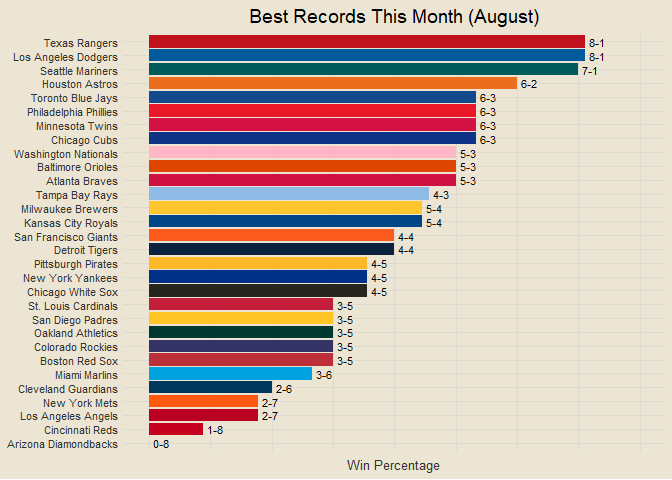 Best Records This Month (August)
Texas Rangers 8-1
Los Angeles Dodgers 8-1
Seattle Mariners 7-1
Houston Astros 6-2
Toronto Blue Jays 6-3
Philadelphia Phillies 6-3
Minnesota Twins 6-3
Chicago Cubs 6-3
Washington Nationals 5-3
Baltimore Orioles 5-3
Atlanta Braves 5-3
Tampa Bay Rays 4-3
Milwaukee Brewers 5-4
Kansas City Royals 5-4
San Francisco Giants 4-4
Detroit Tigers 4-4
Pittsburgh Pirates 4-5
New York Yankees 4-5
Chicago White Sox 4-5
St. Louis Cardinals 3-5
San Diego Padres 3-5
Oakland Athletics 3-5
Colorado Rockies 3-5
Boston Red Sox 3-5
Miami Marlins 3-6
Cleveland Guardians 2-6
New York Mets 2-7
Los Angeles Angels 2-7
Cincinnati Reds 1-8
Arizona Diamondbacks 0-8
Win Percentage